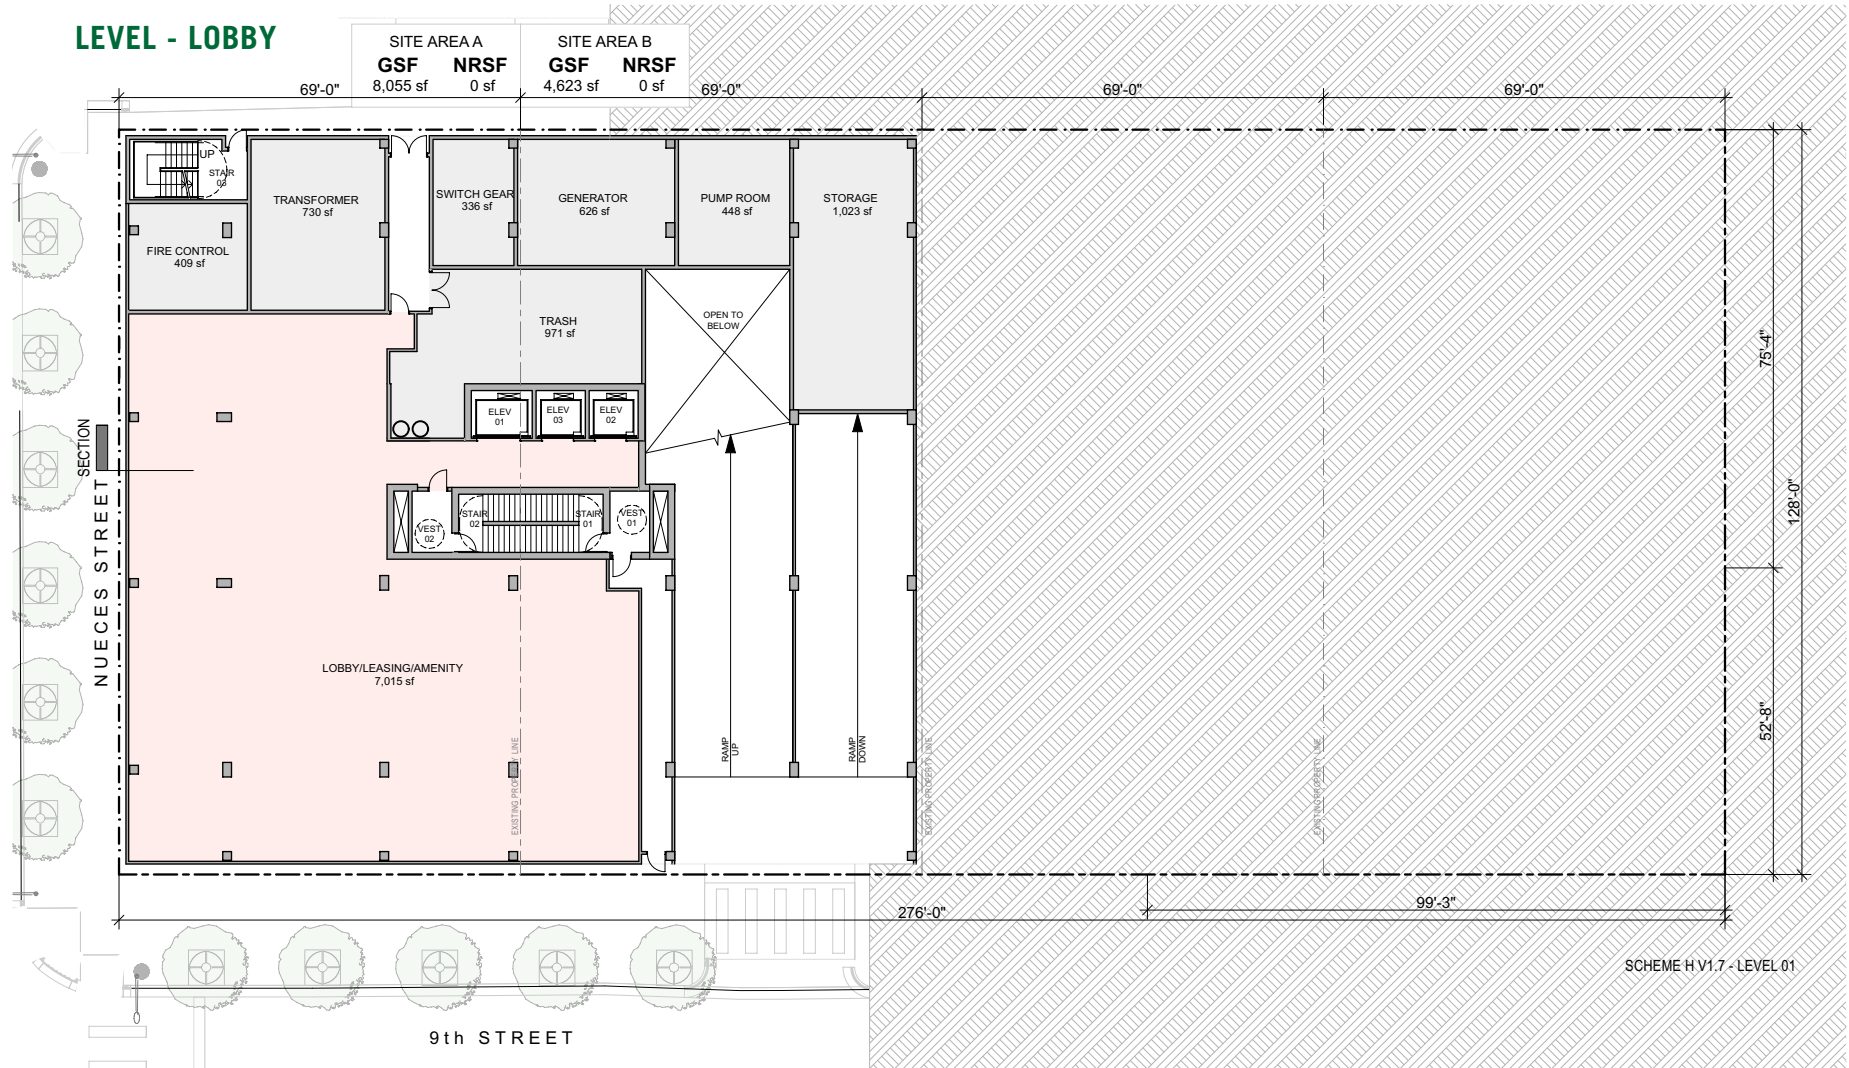 LEVEL - LOBBY
SITE AREA A
GSF NRSF
8,055 sf 0 sf
SITE AREA B
GSF NRSF
4,623 sf 0 sf
69'-0"
69'-0"
69'-0"
69'-0"
UP
STAIR
03
TRANSFORMER
730 sf
SWITCH GEAR
336 sf
GENERATOR
626 sf
PUMP ROOM
448 sf
STORAGE
1,023 sf
FIRE CONTROL
409 sf
TRASH
971 sf
OPEN TO
BELOW
75'-4"
ELEV
01
ELEV
03
ELEV
02
SECTION
NUECES STREET
128'-0"
VEST
02
STAIR
02
STAIR
01
VEST
01
LOBBY/LEASING/AMENITY
7,015 sf
RAMP
UP
RAMP
DOWN
52'-8"
EXISTING PROPERTY LINE
EXISTING PROPERTY LINE
EXISTING PROPERTY LINE
276'-0"
99'-3"
SCHEME H V1.7 - LEVEL 01
9th STREET